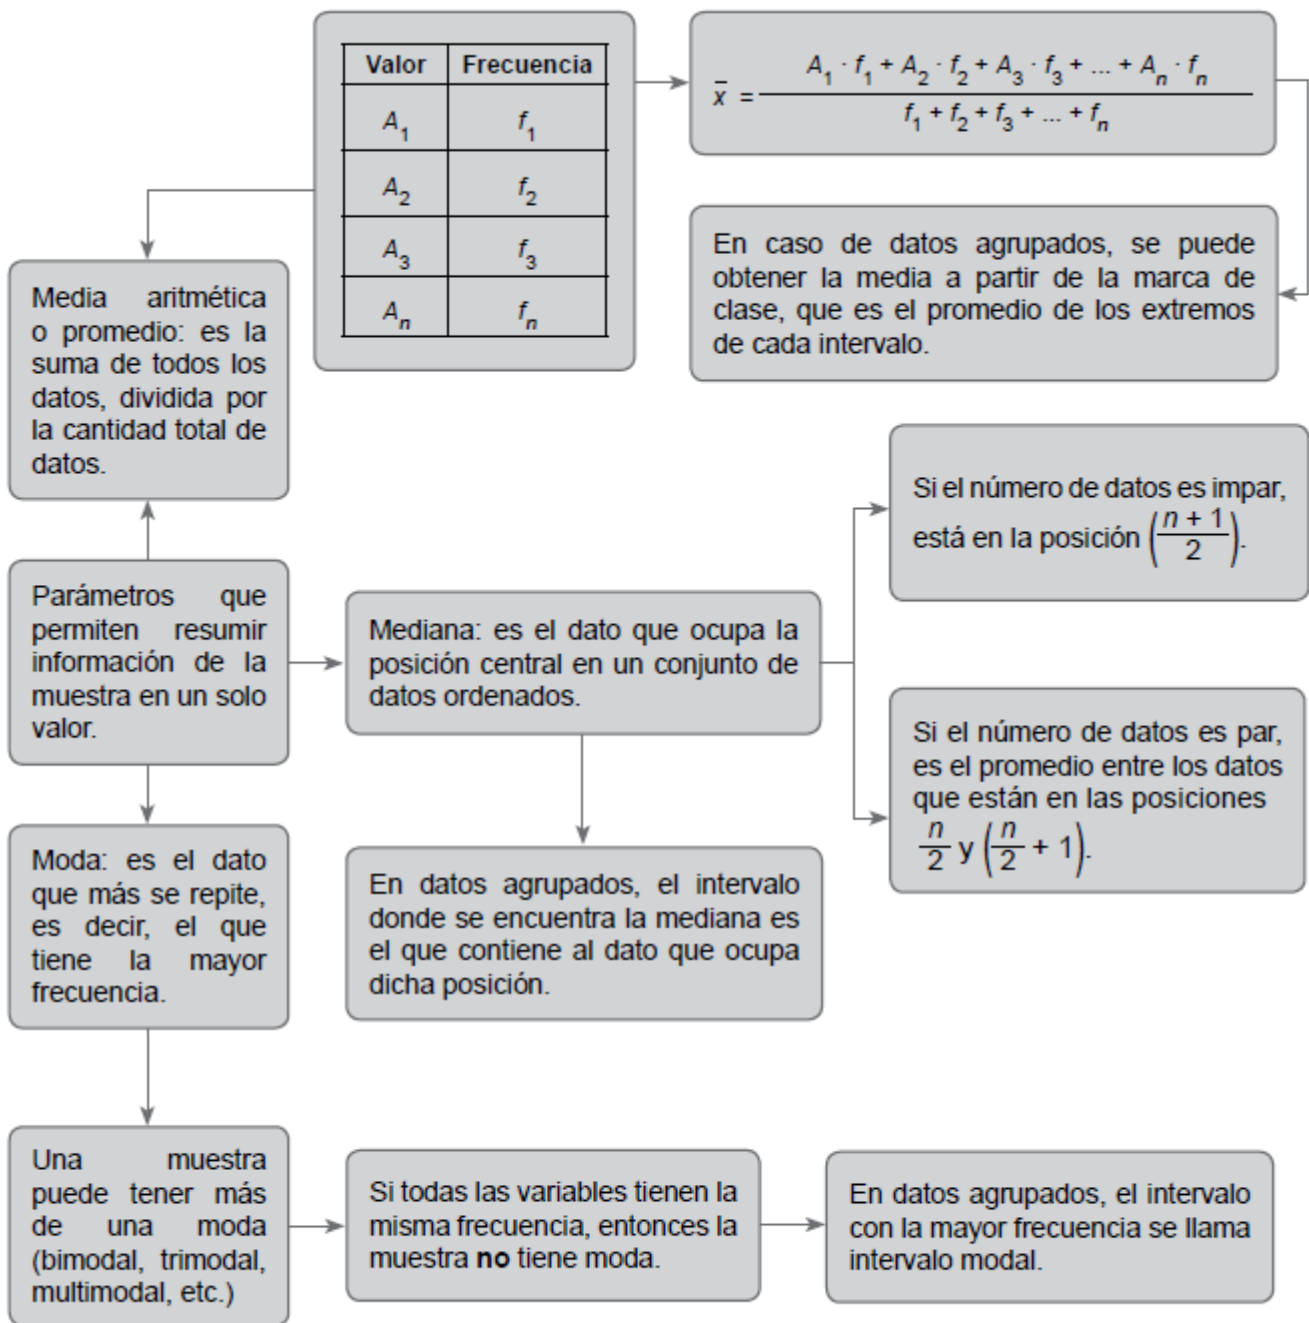 Valor Frecuencia
A₁ f₁
A₂ f₂
A₃ f₃
Aₙ fₙ
x̄ = (A₁ · f₁ + A₂ · f₂ + A₃ · f₃ + ... + Aₙ · fₙ) / (f₁ + f₂ + f₃ + ... + fₙ)
En caso de datos agrupados, se puede
obtener la media a partir de la marca de
clase, que es el promedio de los extremos
de cada intervalo.
Media aritmética
o promedio: es la
suma de todos los
datos, dividida por
la cantidad total de
datos.
Parámetros que
permiten resumir
información de la
muestra en un solo
valor.
Mediana: es el dato que ocupa la
posición central en un conjunto de
datos ordenados.
Si el número de datos es impar,
está en la posición ((n + 1)/2).
Si el número de datos es par,
es el promedio entre los datos
que están en las posiciones
n/2 y (n/2 + 1).
En datos agrupados, el intervalo
donde se encuentra la mediana es
el que contiene al dato que ocupa
dicha posición.
Moda: es el dato
que más se repite,
es decir, el que
tiene la mayor
frecuencia.
Una muestra
puede tener más
de una moda
(bimodal, trimodal,
multimodal, etc.)
Si todas las variables tienen la
misma frecuencia, entonces la
muestra no tiene moda.
En datos agrupados, el intervalo
con la mayor frecuencia se llama
intervalo modal.